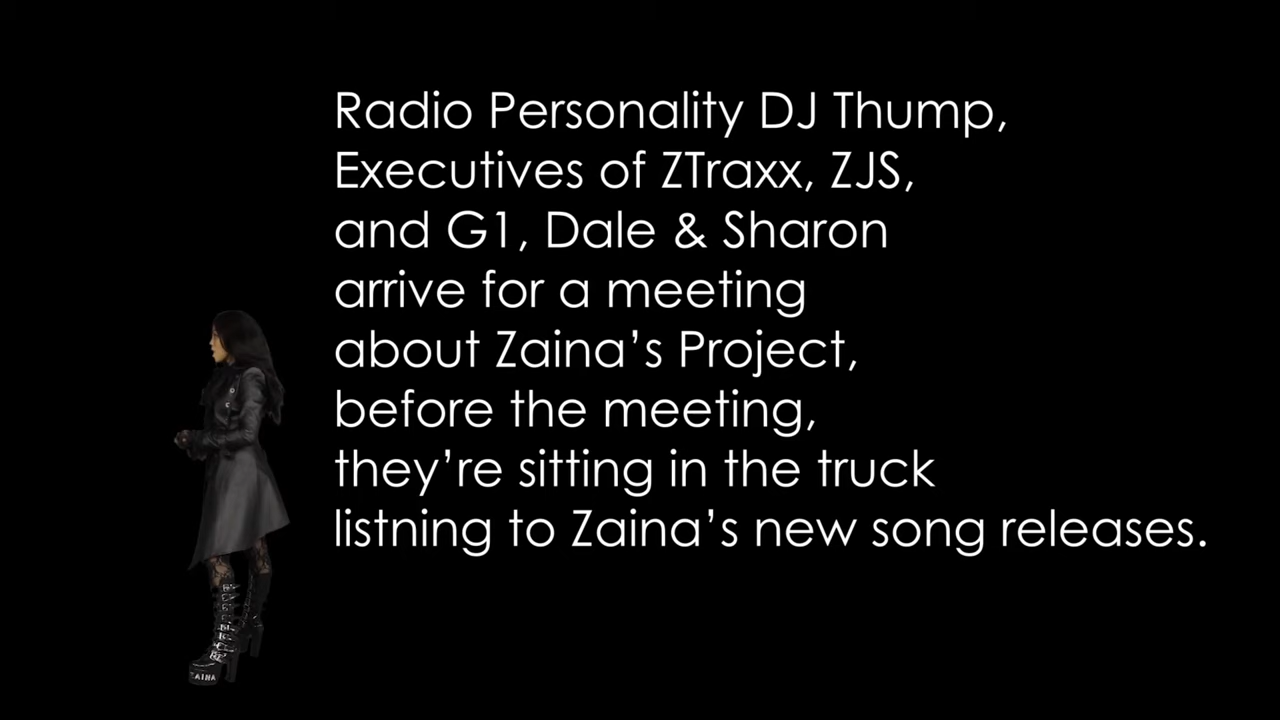 Radio Personality DJ Thump,
Executives of ZTraxx, ZJS,
and G1, Dale & Sharon
arrive for a meeting
about Zaina’s Project,
before the meeting,
they’re sitting in the truck
listning to Zaina’s new song releases.
ZAINA